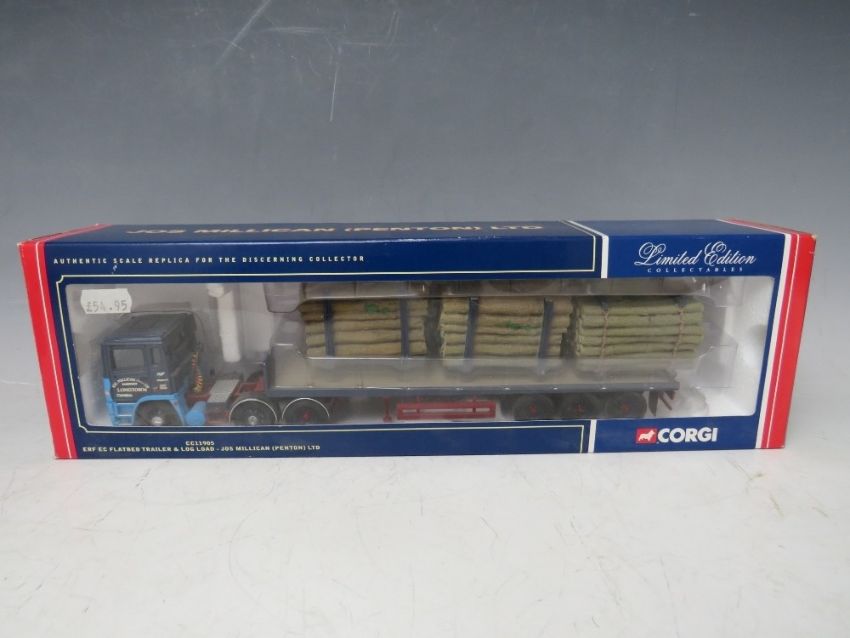 JOS MILLICAN (PENTON) LTD
AUTHENTIC SCALE REPLICA FOR THE DISCERNING COLLECTOR
Limited Edition
COLLECTABLES
£54.95
LONGTOWN
CC11905
ERF EC FLATBED TRAILER & LOG LOAD - JOS MILLICAN (PENTON) LTD
CORGI